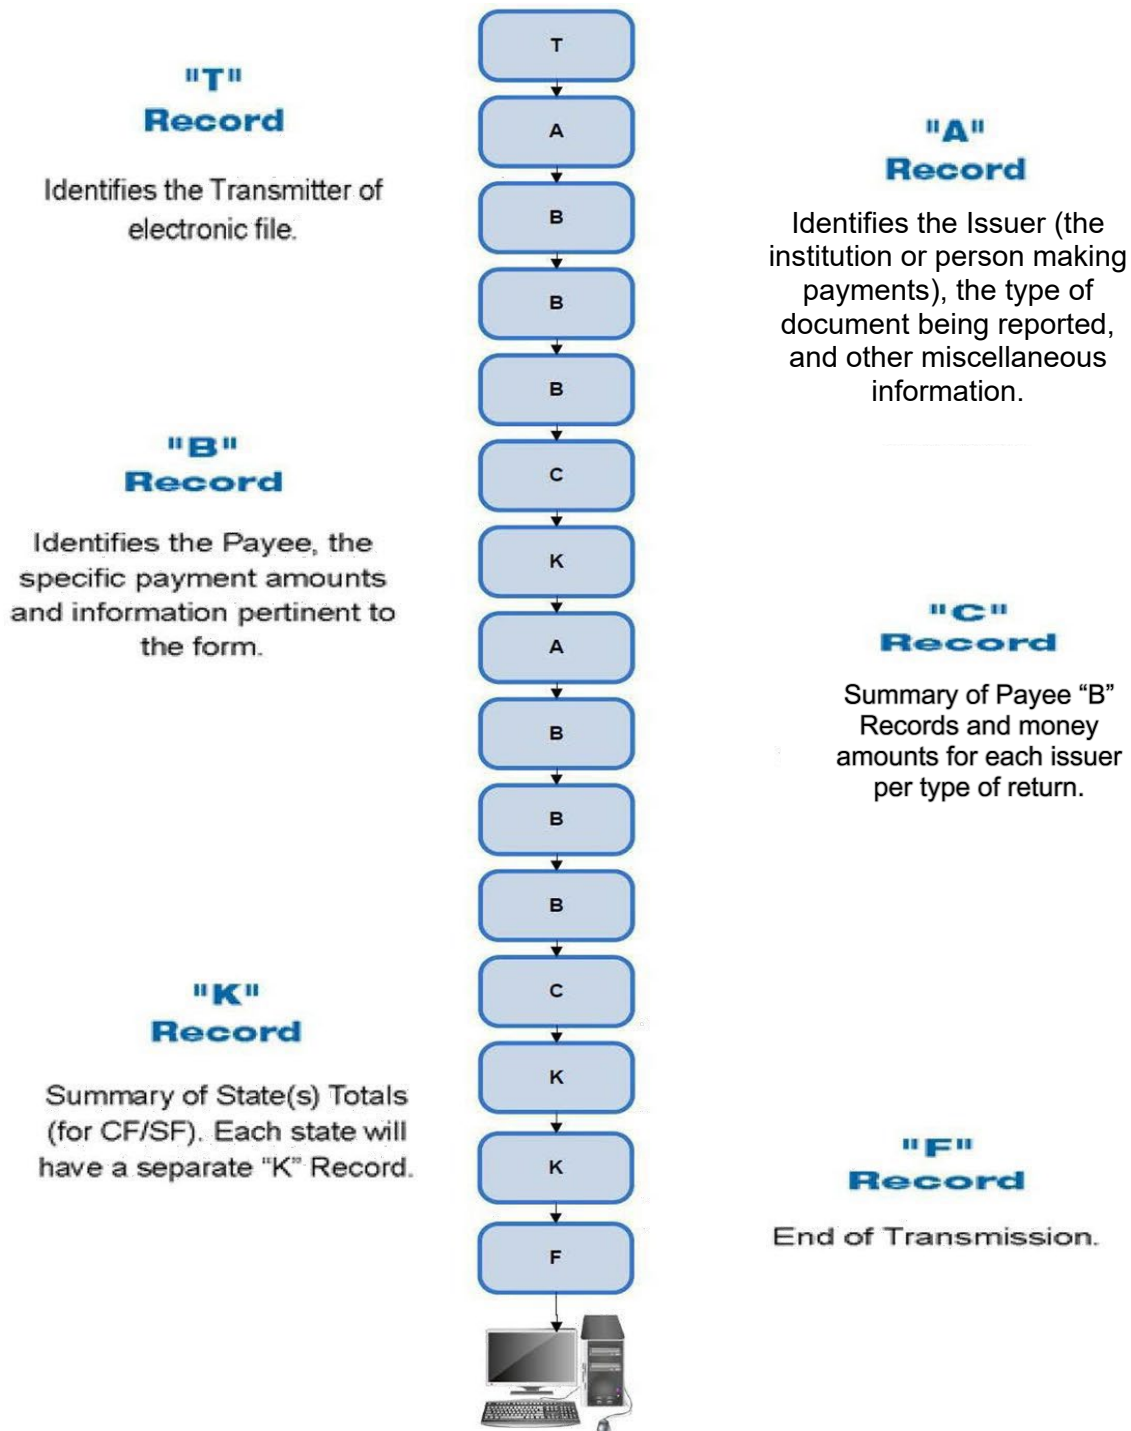 T
"T"
Record
Identifies the Transmitter of
electronic file.
A
"A"
Record
Identifies the Issuer (the
institution or person making
payments), the type of
document being reported,
and other miscellaneous
information.
B
B
B
"B"
Record
Identifies the Payee, the
specific payment amounts
and information pertinent to
the form.
C
K
A
"C"
Record
Summary of Payee “B”
Records and money
amounts for each issuer
per type of return.
B
B
B
C
"K"
Record
Summary of State(s) Totals
(for CF/SF). Each state will
have a separate “K” Record.
K
K
"F"
Record
End of Transmission.
F